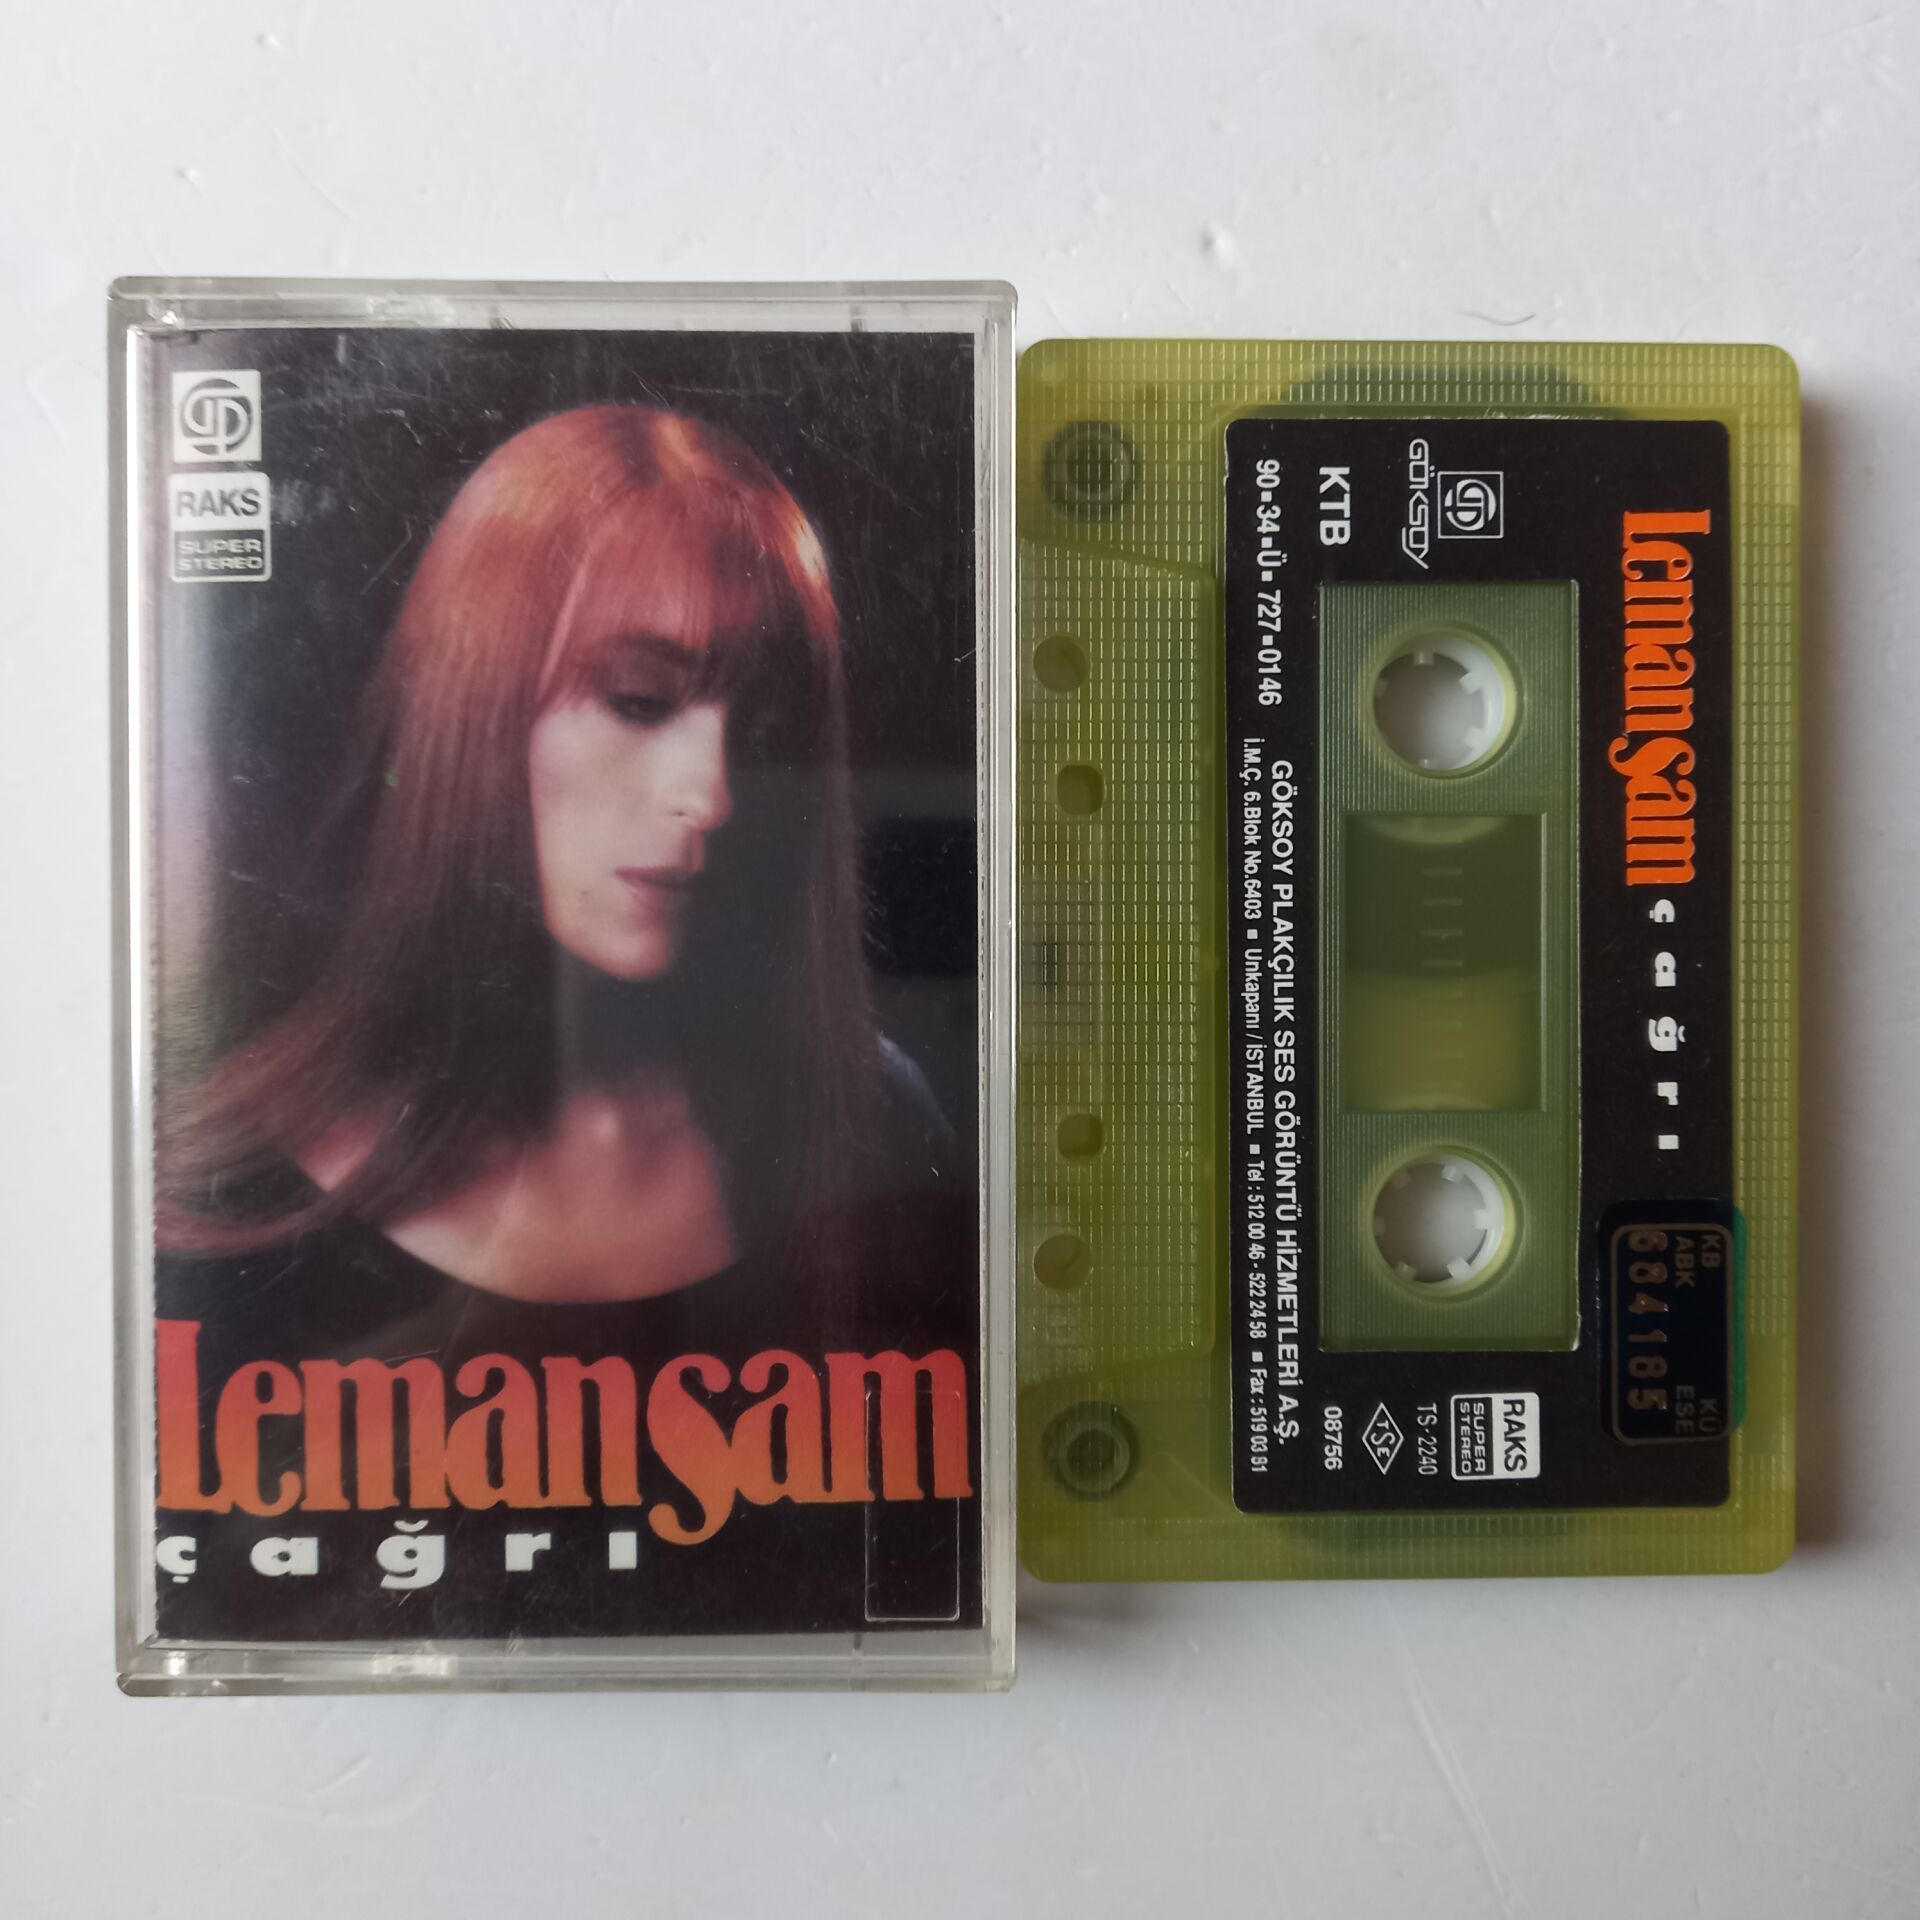 RAKS
SUPER
STEREO
Lemanşam
çağrı
Lemanşam çağrı
GÖKSOY
KTB
90▪34▪Ü▪727▪0146
GÖKSOY PLAKÇILIK SES GÖRÜNTÜ HİZMETLERİ A.Ş.
İ.M.Ç. 6.Blok No.6403 ▪ Unkapanı / İSTANBUL ▪ Tel : 512 00 46 - 522 24 58 ▪ Fax : 519 03 81
RAKS
SUPER
STEREO
TS-2240
TSE
08756
KB KÜ
ABK ESE
684185